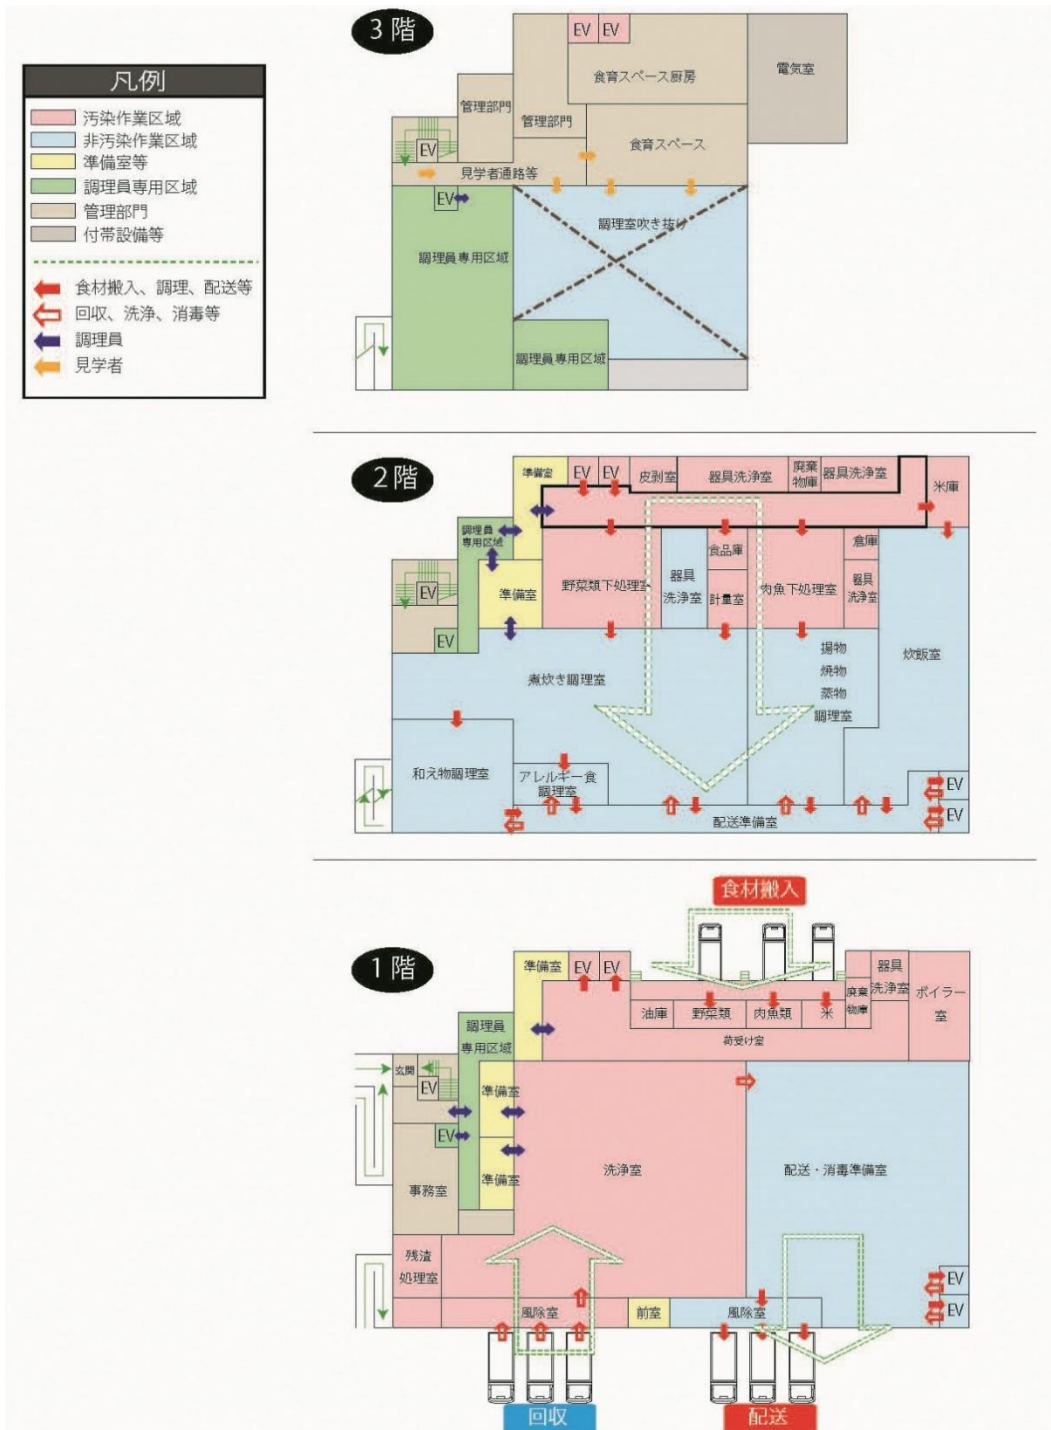 3階
EV
EV
食育スペース厨房
電気室
管理部門
管理部門
食育スペース
EV
見学者通路等
EV
調理室吹き抜け
調理員専用区域
調理員専用区域
凡例
汚染作業区域
非汚染作業区域
準備室等
調理員専用区域
管理部門
付帯設備等
食材搬入、調理、配送等
回収、洗浄、消毒等
調理員
見学者
2階
準備室
EV
EV
皮剥室
器具洗浄室
廃棄
物庫
器具洗浄室
米庫
調理員
専用区域
EV
準備室
野菜類下処理室
器具
洗浄室
食品庫
計量室
肉魚下処理室
倉庫
器具
洗浄室
EV
煮炊き調理室
揚物
焼物
蒸物
調理室
炊飯室
和え物調理室
アレルギー食
調理室
配送準備室
EV
EV
食材搬入
1階
準備室
EV
EV
油庫
野菜類
肉魚類
米
廃棄
物庫
器具
洗浄室
ボイラー
室
荷受け室
調理員
専用区域
玄関
EV
準備室
EV
準備室
事務室
洗浄室
配送・消毒準備室
残渣
処理室
風除室
前室
風除室
EV
EV
回収
配送